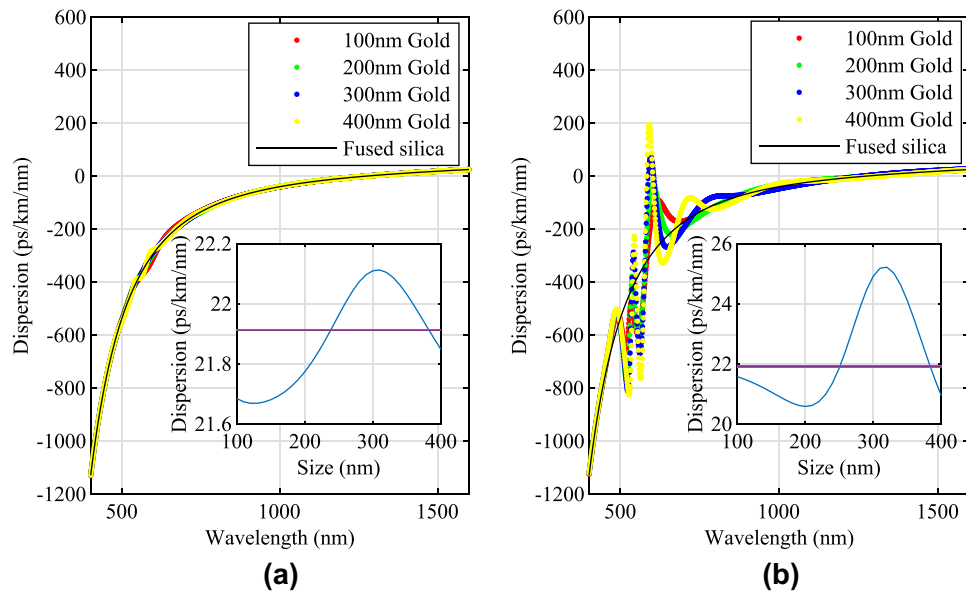 600
400
200
0
-200
-400
-600
-800
-1000
-1200
Dispersion (ps/km/nm)
500
1000
1500
Wavelength (nm)
100nm Gold
200nm Gold
300nm Gold
400nm Gold
Fused silica
22.2
22
21.8
21.6
Dispersion (ps/km/nm)
100
200
300
400
Size (nm)
(a)
600
400
200
0
-200
-400
-600
-800
-1000
-1200
Dispersion (ps/km/nm)
500
1000
1500
Wavelength (nm)
100nm Gold
200nm Gold
300nm Gold
400nm Gold
Fused silica
26
24
22
20
Dispersion (ps/km/nm)
100
200
300
400
Size (nm)
(b)